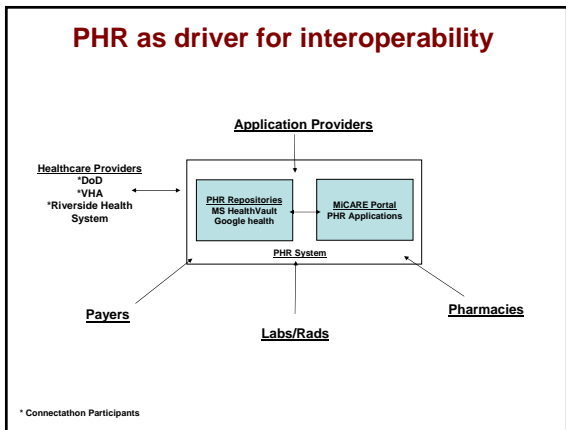 PHR as driver for interoperability
Application Providers
Healthcare Providers
*DoD
*VHA
*Riverside Health
System
PHR Repositories
MS HealthVault
Google health
MiCARE Portal
PHR Applications
PHR System
Payers
Labs/Rads
Pharmacies
* Connectathon Participants